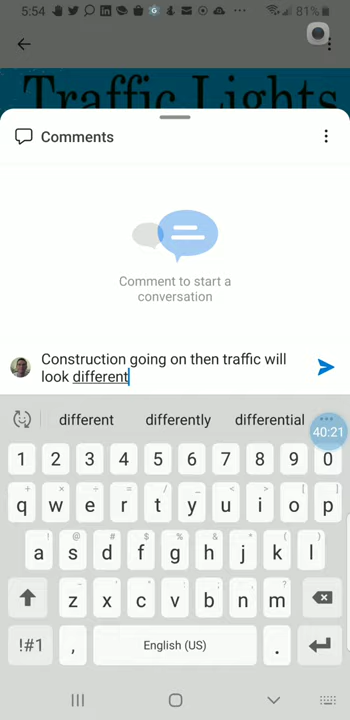 5:54
81%
Traffic Lights
Comments
Comment to start a
conversation
Construction going on then traffic will
look different
different differently differential
40:21
1 2 3 4 5 6 7 8 9 0
+ × ÷ = / _ < > [ ]
q w e r t y u i o p
! @ # $ % & * ( )
a s d f g h j k l
- ' " : ; , ?
z x c v b n m
!#1 , English (US) .